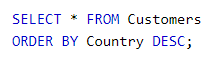 SELECT * FROM Customers
ORDER BY Country DESC;